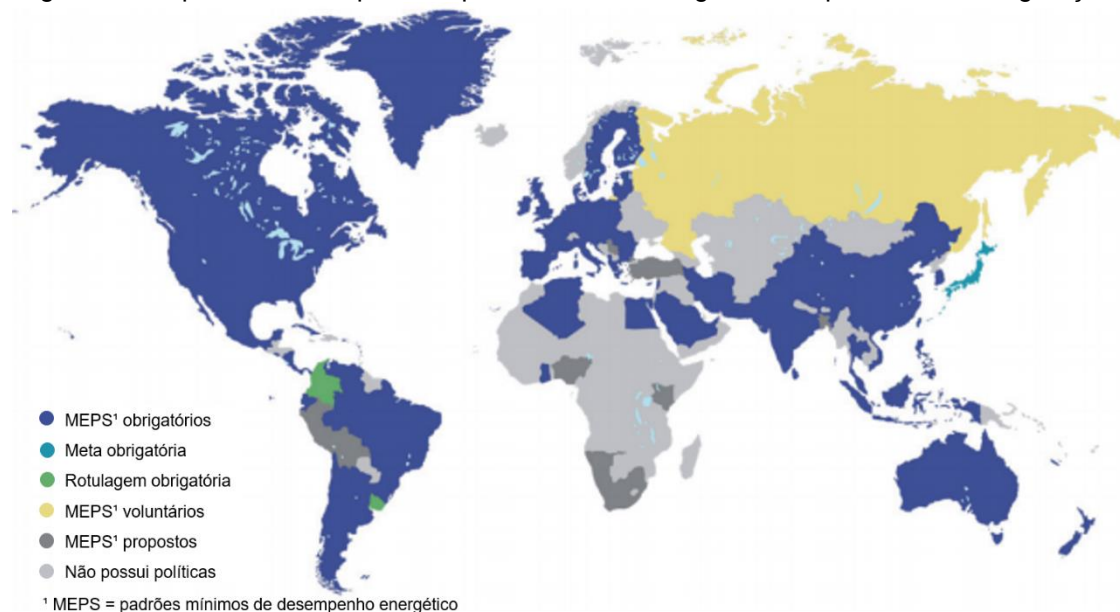 MEPS¹ obrigatórios
Meta obrigatória
Rotulagem obrigatória
MEPS¹ voluntários
MEPS¹ propostos
Não possui políticas
¹ MEPS = padrões mínimos de desempenho energético